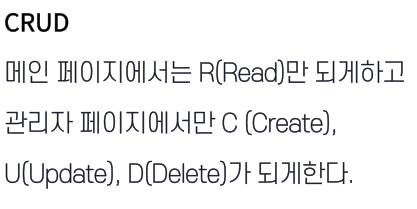 CRUD
메인 페이지에서는 R(Read)만 되게하고
관리자 페이지에서만 C (Create),
U(Update), D(Delete)가 되게한다.